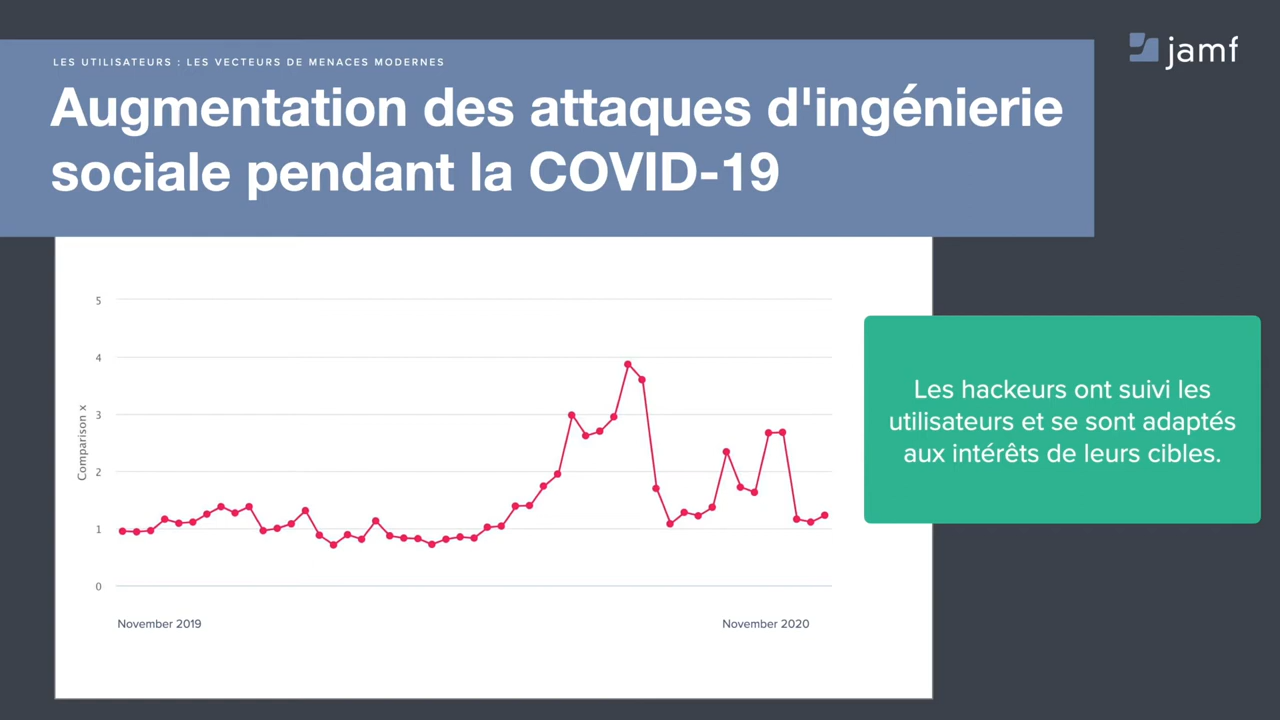 jamf
LES UTILISATEURS : LES VECTEURS DE MENACES MODERNES
Augmentation des attaques d'ingénierie
sociale pendant la COVID-19
5
4
3
2
1
0
Comparison x
November 2019
November 2020
Les hackeurs ont suivi les
utilisateurs et se sont adaptés
aux intérêts de leurs cibles.